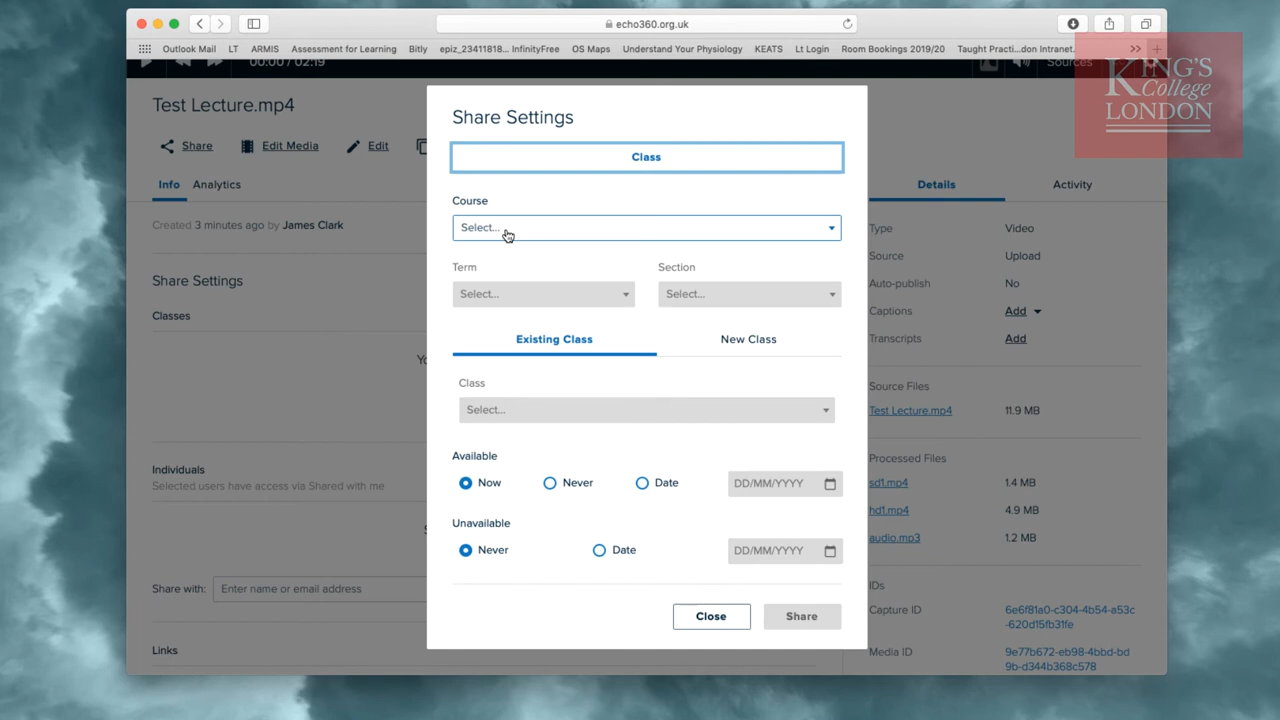 echo360.org.uk
Outlook Mail LT ARMIS Assessment for Learning Bitly epiz_23411818... InfinityFree OS Maps Understand Your Physiology KEATS Lt Login Room Bookings 2019/20 Taught Practi...don Intranet. >> +
00:00 / 02:19 Sources
KING'S
College
LONDON
Test Lecture.mp4
Share Edit Media Edit
Info Analytics
Created 3 minutes ago by James Clark
Share Settings
Classes
Yo
Individuals
Selected users have access via Shared with me
S
Share with: Enter name or email address
Links
Share Settings
Class
Course
Select...
Term Section
Select... Select...
Existing Class New Class
Class
Select...
Available
Now Never Date DD/MM/YYYY
Unavailable
Never Date DD/MM/YYYY
Close Share
Details Activity
Type Video
Source Upload
Auto-publish No
Captions Add
Transcripts Add
Source Files
Test Lecture.mp4 11.9 MB
Processed Files
sd1.mp4 1.4 MB
hd1.mp4 4.9 MB
audio.mp3 1.2 MB
IDs
Capture ID 6e6f81a0-c304-4b54-a53c
-620d15fb31fe
Media ID 9e77b672-eb98-4bbd-bd
9b-d344b368c578